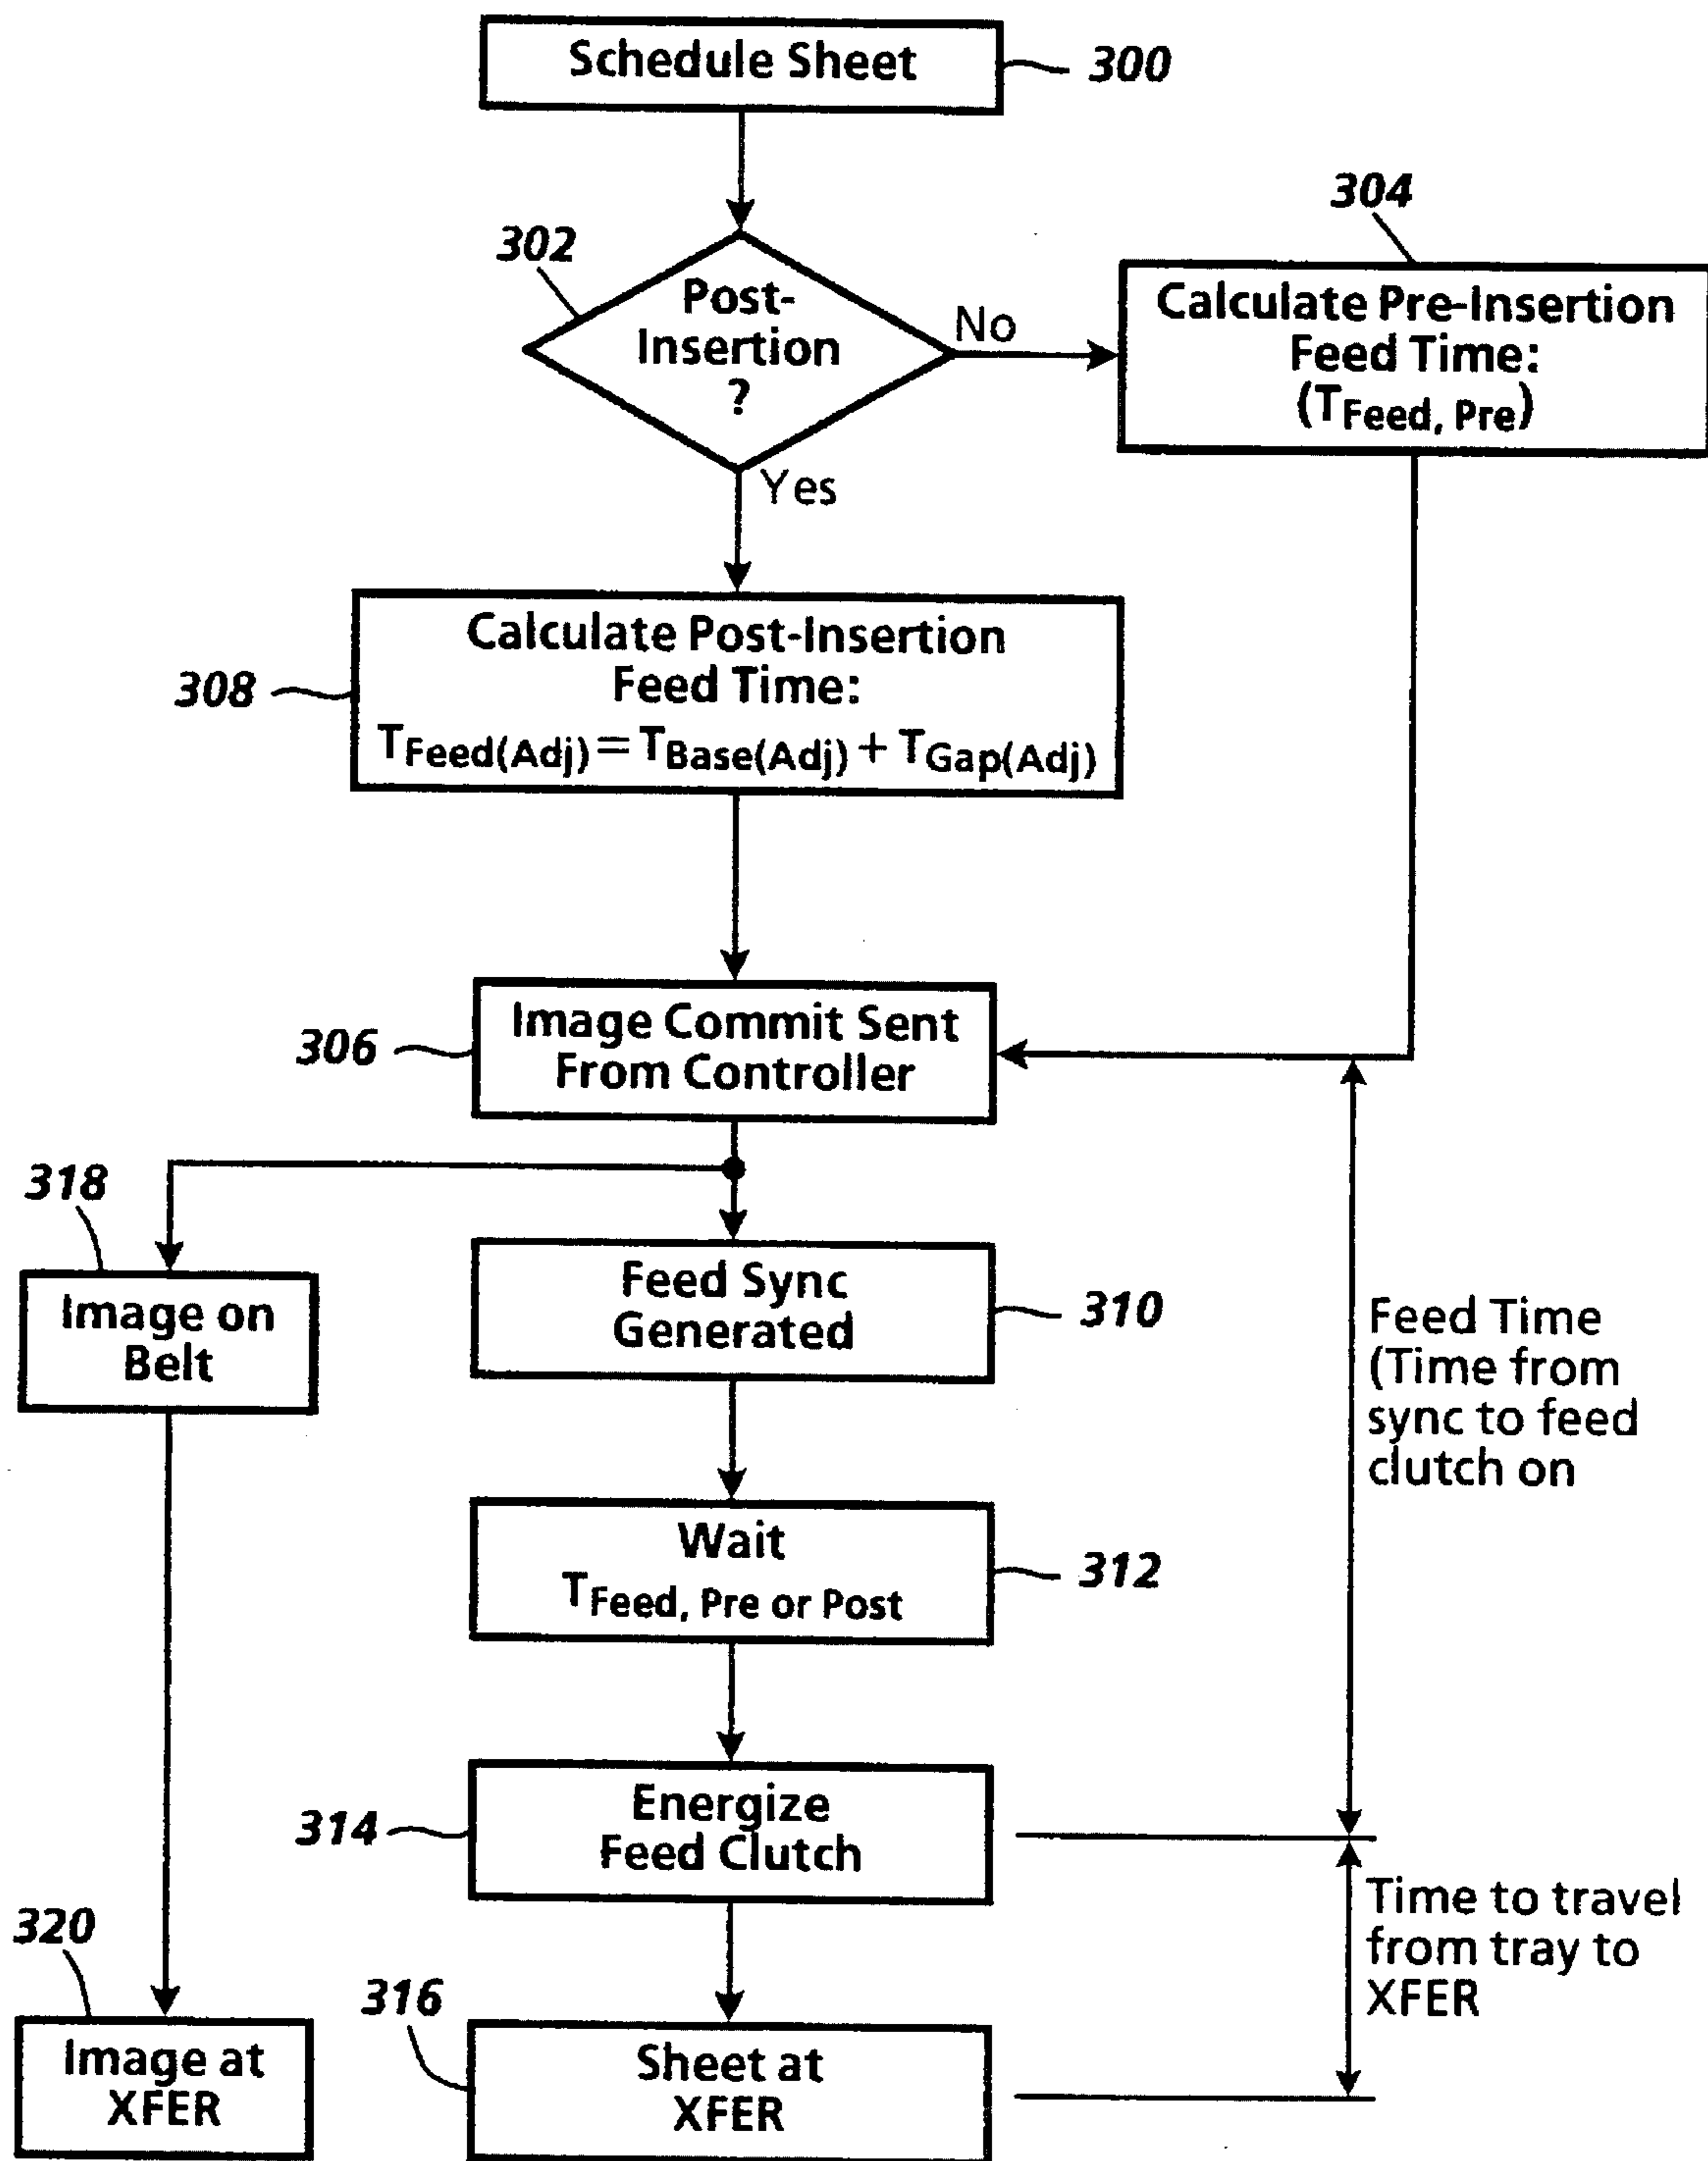 Schedule Sheet
300
304
302
Post-
Insertion
?
No
Yes
Calculate Pre-Insertion
Feed Time:
(TFeed, Pre)
Calculate Post-Insertion
Feed Time:
TFeed(Adj) = TBase(Adj) + TGap(Adj)
308
Image Commit Sent
From Controller
306
318
Image on
Belt
Feed Sync
Generated
310
Feed Time
(Time from
sync to feed
clutch on
Wait
TFeed, Pre or Post
312
Energize
Feed Clutch
314
Time to travel
from tray to
XFER
320
Image at
XFER
316
Sheet at
XFER